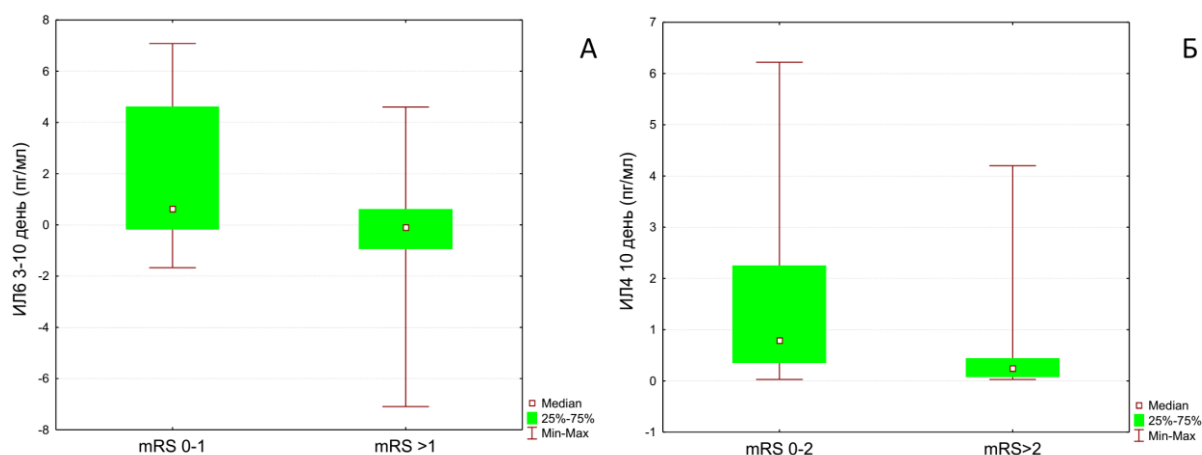 А
ИЛ6 3-10 день (пг/мл)
8
6
4
2
0
-2
-4
-6
-8
mRS 0-1
mRS >1
Median
25%-75%
Min-Max
Б
ИЛ4 10 день (пг/мл)
7
6
5
4
3
2
1
0
-1
mRS 0-2
mRS>2
Median
25%-75%
Min-Max